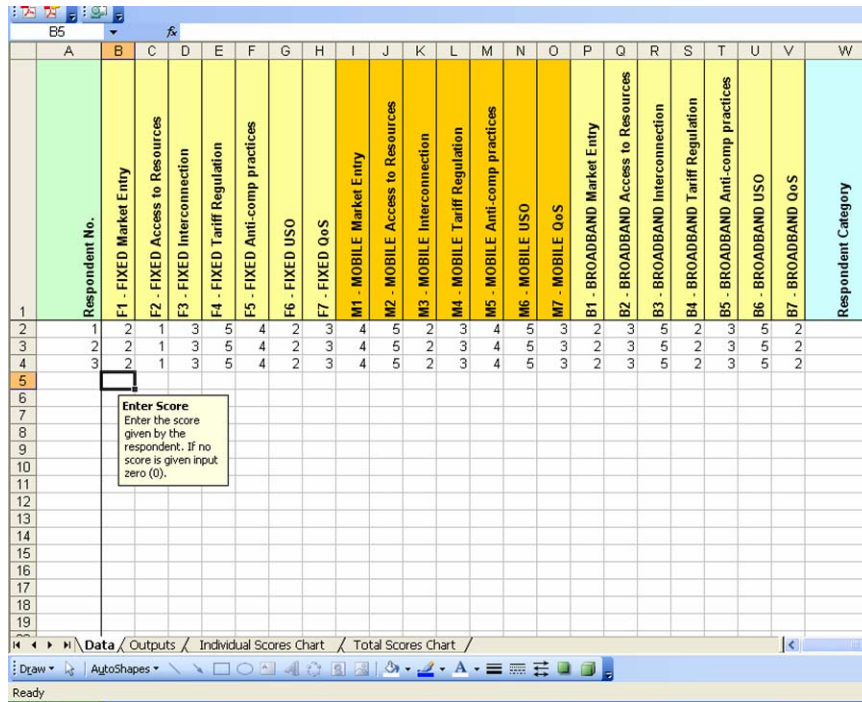 B5 fx
A B C D E F G H I J K L M N O P Q R S T U V W
1 Respondent No. F1 - FIXED Market Entry F2 - FIXED Access to Resources F3 - FIXED Interconnection F4 - FIXED Tariff Regulation F5 - FIXED Anti-comp practices F6 - FIXED USO F7 - FIXED QoS M1 - MOBILE Market Entry M2 - MOBILE Access to Resources M3 - MOBILE Interconnection M4 - MOBILE Tariff Regulation M5 - MOBILE Anti-comp practices M6 - MOBILE USO M7 - MOBILE QoS B1 - BROADBAND Market Entry B2 - BROADBAND Access to Resources B3 - BROADBAND Interconnection B4 - BROADBAND Tariff Regulation B5 - BROADBAND Anti-comp practices B6 - BROADBAND USO B7 - BROADBAND QoS Respondent Category
2 1 2 1 3 5 4 2 3 4 5 2 3 4 5 3 2 3 5 2 3 5 2
3 2 2 1 3 5 4 2 3 4 5 2 3 4 5 3 2 3 5 2 3 5 2
4 3 2 1 3 5 4 2 3 4 5 2 3 4 5 3 2 3 5 2 3 5 2
5
6
7
8
9
10
11
12
13
14
15
16
17
18
19
Enter Score
Enter the score
given by the
respondent. If no
score is given input
zero (0).
Data Outputs Individual Scores Chart Total Scores Chart
Draw AutoShapes
Ready